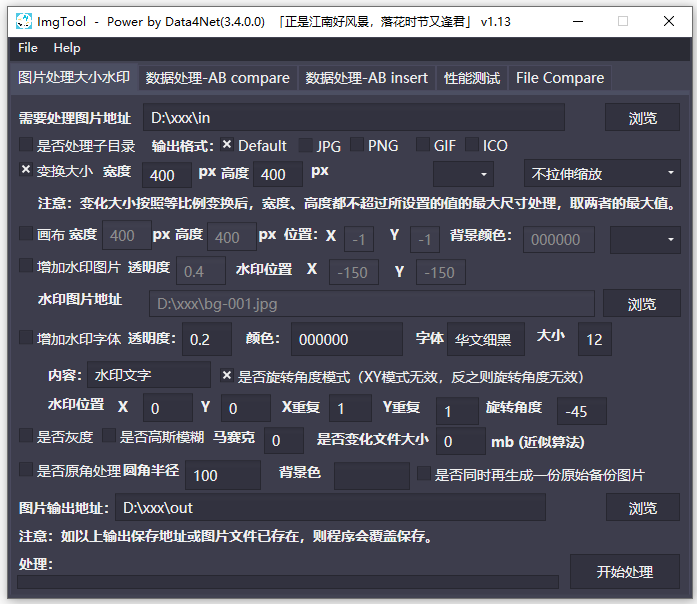 ImgTool - Power by Data4Net(3.4.0.0) 「正是江南好风景，落花时节又逢君」 v1.13
File Help
图片处理大小水印 数据处理-AB compare 数据处理-AB insert 性能测试 File Compare
需要处理图片地址 D:\xxx\in 浏览
是否处理子目录 输出格式： Default JPG PNG GIF ICO
变换大小 宽度 400 px 高度 400 px 不拉伸缩放
注意：变化大小按照等比例变换后，宽度、高度都不超过所设置的值的最大尺寸处理，取两者的最大值。
画布 宽度 400 px 高度 400 px 位置： X -1 Y -1 背景颜色： 000000
增加水印图片 透明度 0.4 水印位置 X -150 Y -150
水印图片地址 D:\xxx\bg-001.jpg 浏览
增加水印字体 透明度： 0.2 颜色： 000000 字体 华文细黑 大小 12
内容： 水印文字 是否旋转角度模式（XY模式无效，反之则旋转角度无效）
水印位置 X 0 Y 0 X重复 1 Y重复 1 旋转角度 -45
是否灰度 是否高斯模糊 马赛克 0 是否变化文件大小 0 mb (近似算法)
是否原角处理 圆角半径 100 背景色 是否同时再生成一份原始备份图片
图片输出地址： D:\xxx\out 浏览
注意：如以上输出保存地址或图片文件已存在，则程序会覆盖保存。
处理： 开始处理